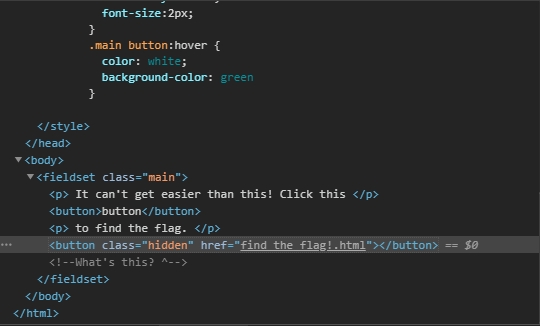 font-size:2px;
}
.main button:hover {
color: white;
background-color: green
}
</style>
</head>
<body>
<fieldset class="main">
<p> It can't get easier than this! Click this </p>
<button>button</button>
<p> to find the flag. </p>
<button class="hidden" href="find the flag!.html"></button> == $0
<!--What's this? ^-->
</fieldset>
</body>
</html>